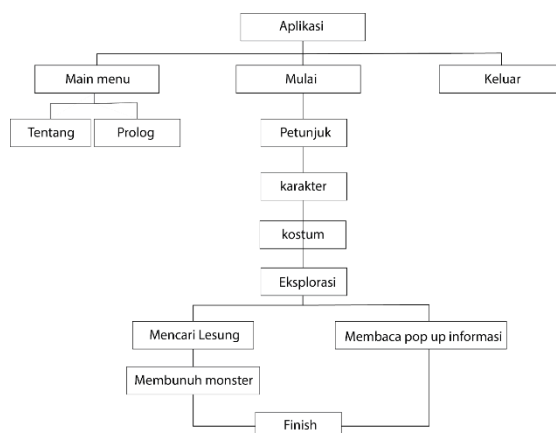 Aplikasi
Main menu
Mulai
Keluar
Tentang
Prolog
Petunjuk
karakter
kostum
Eksplorasi
Mencari Lesung
Membaca pop up informasi
Membunuh monster
Finish